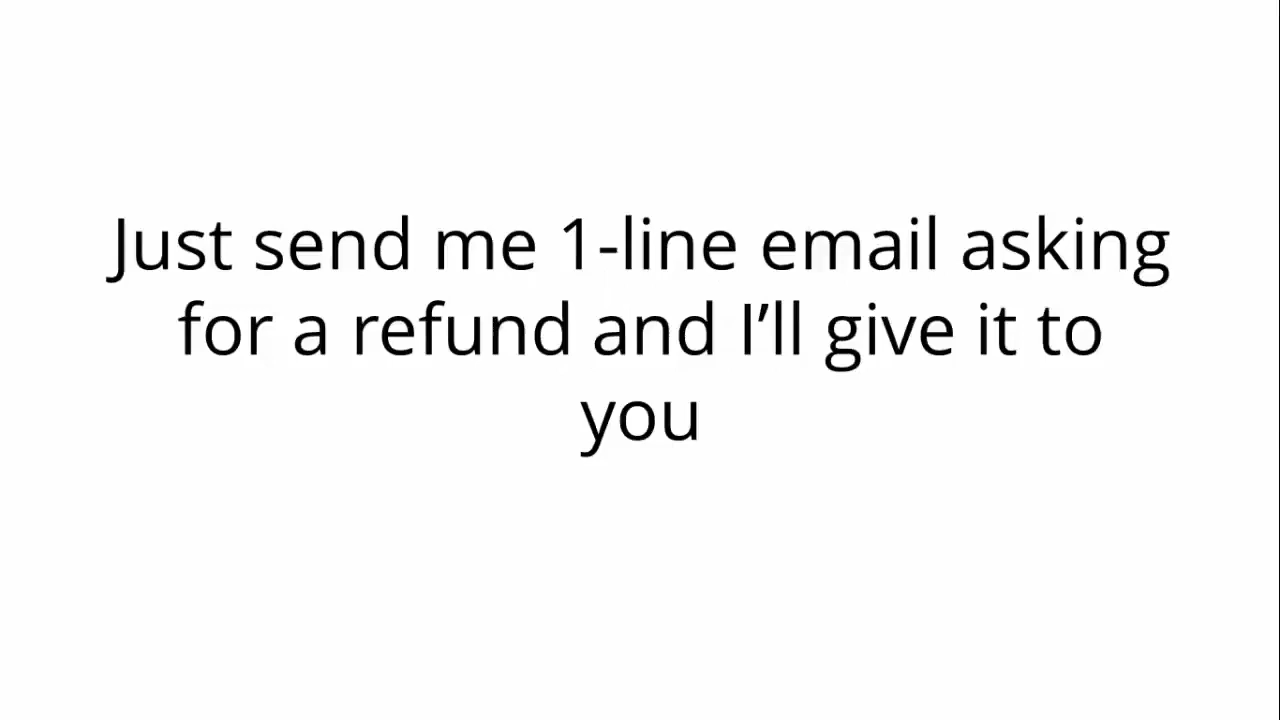 Just send me 1-line email asking
for a refund and I’ll give it to
you